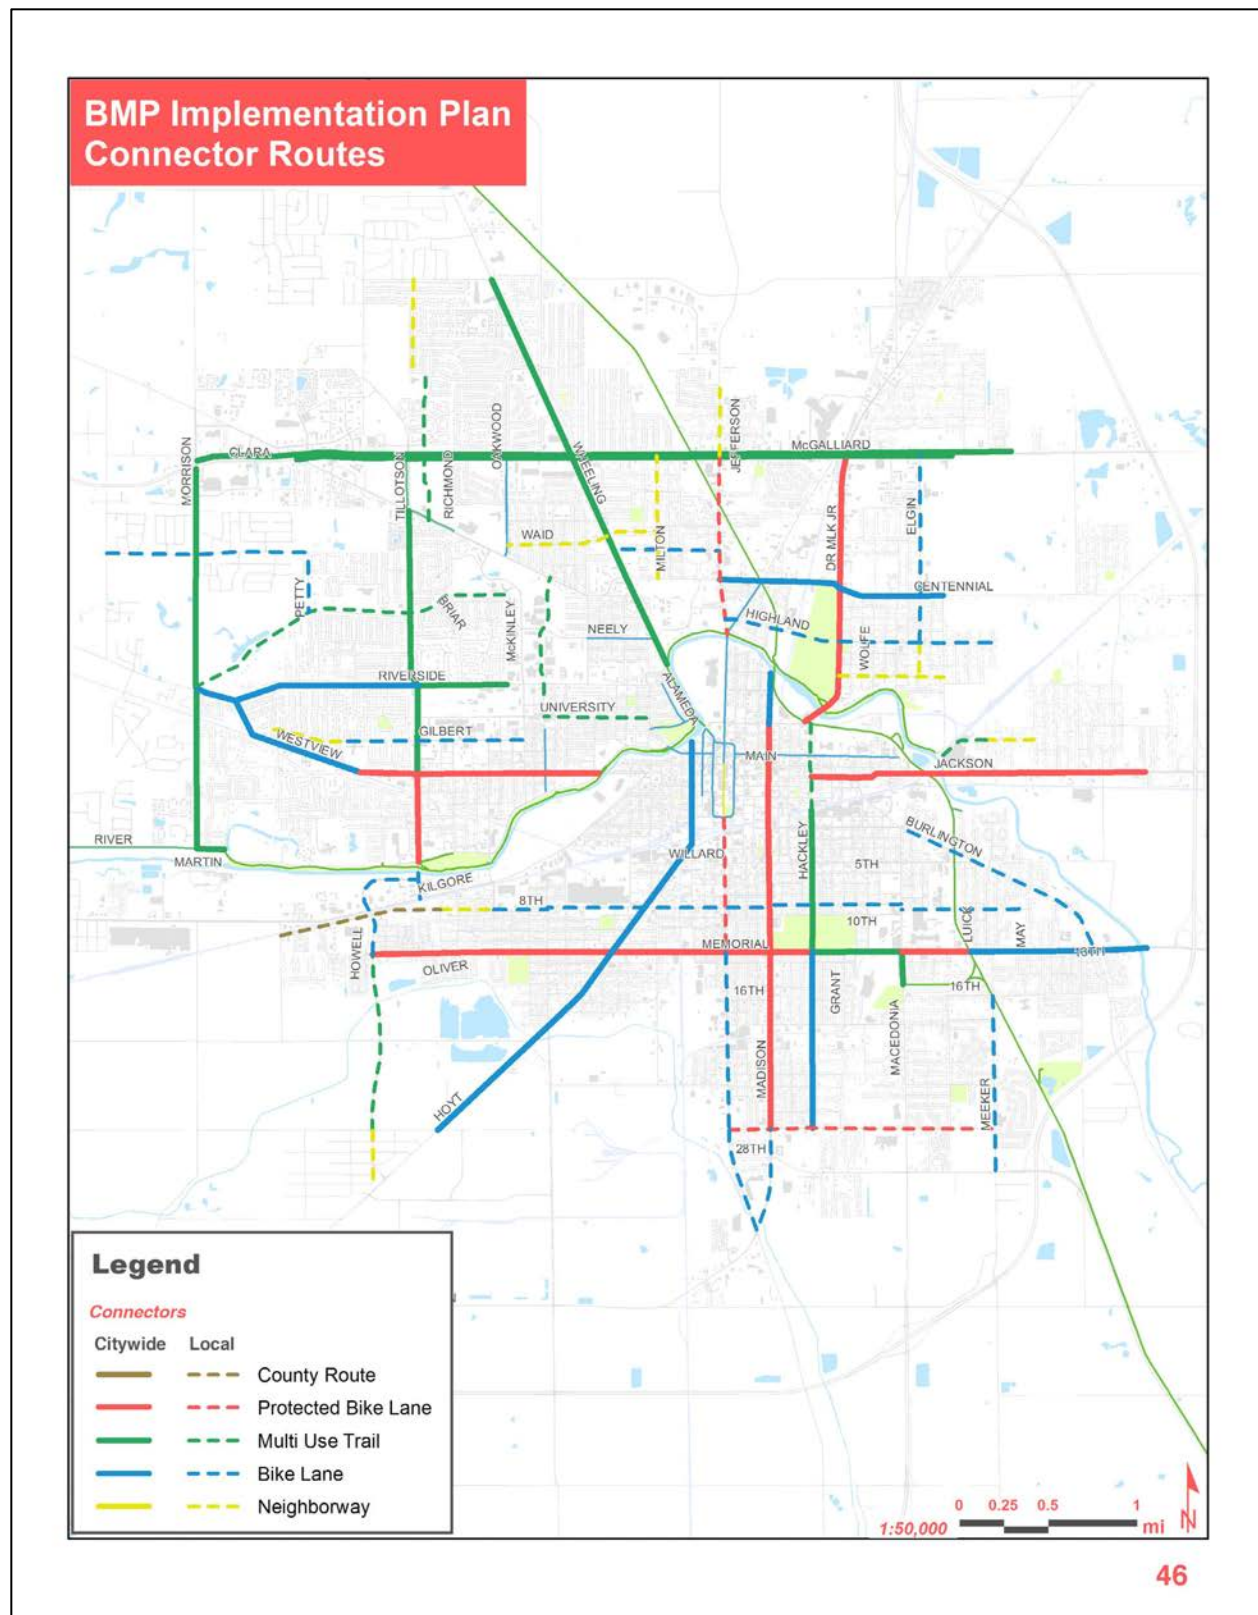 BMP Implementation Plan
Connector Routes
MORRISON
CLARA
TILLOTSON
RICHMOND
OAKWOOD
WHEELING
JEFFERSON
McGALLIARD
WAID
MILTON
DR MLK JR
ELGIN
PETTY
BRIAR
McKINLEY
NEELY
HIGHLAND
CENTENNIAL
WOLFE
RIVERSIDE
ALAMEDA
UNIVERSITY
GILBERT
WESTVIEW
MAIN
JACKSON
RIVER
MARTIN
WILLARD
HACKLEY
BURLINGTON
5TH
KILGORE
8TH
10TH
HOWELL
OLIVER
MEMORIAL
LUICK
MAY
13TH
16TH
GRANT
16TH
MACEDONIA
MADISON
HOYT
MEEKER
28TH
Legend
Connectors
Citywide Local
County Route
Protected Bike Lane
Multi Use Trail
Bike Lane
Neighborway
0 0.25 0.5 1
1:50,000 mi N
46